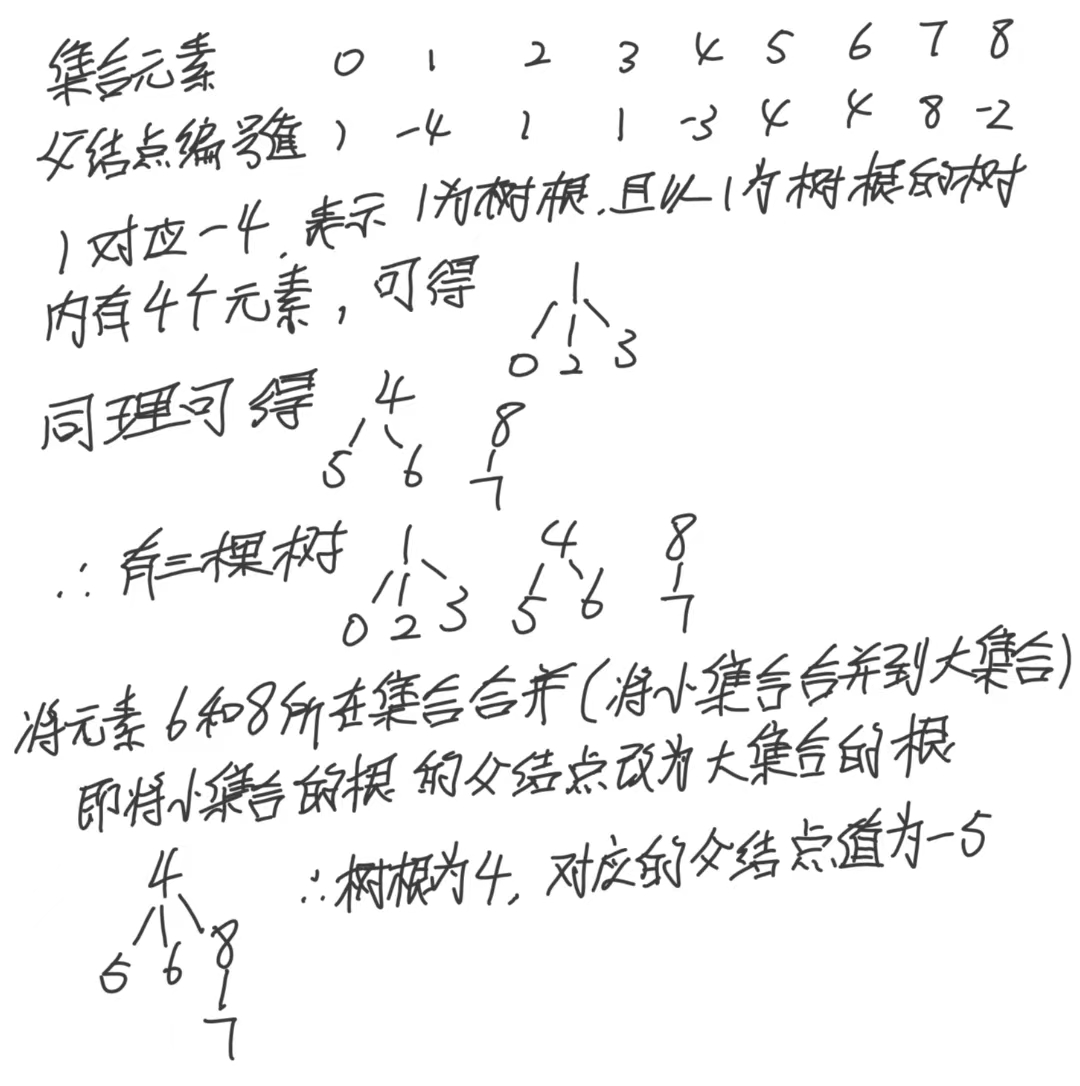 集合元素 0 1 2 3 4 5 6 7 8
父结点编号值 1 -4 1 1 -3 4 4 8 -2
1对应-4,表示1为树根,且以1为树根的树
内有4个元素,可得
1
0 2 3
同理可得
4 8
5 6 7
∴有三棵树
1 4 8
0 2 3 5 6 7
将元素6和8所在集合合并(将小集合合并到大集合)
即将小集合的根的父结点改为大集合的根
4 ∴树根为4,对应的父结点值为-5
5 6 8
7